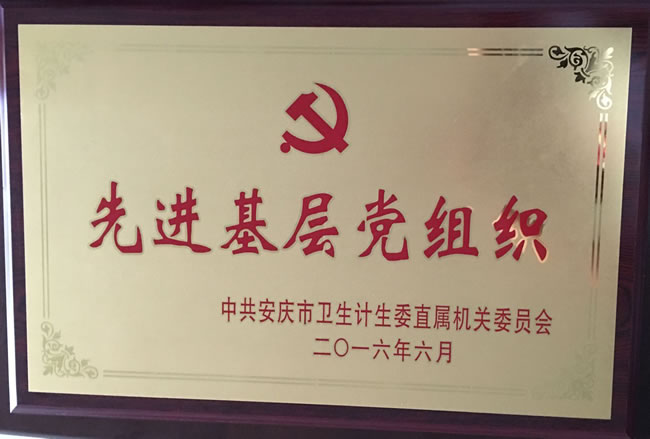 先进基层党组织
中共安庆市卫生计生委直属机关委员会
二〇一六年六月